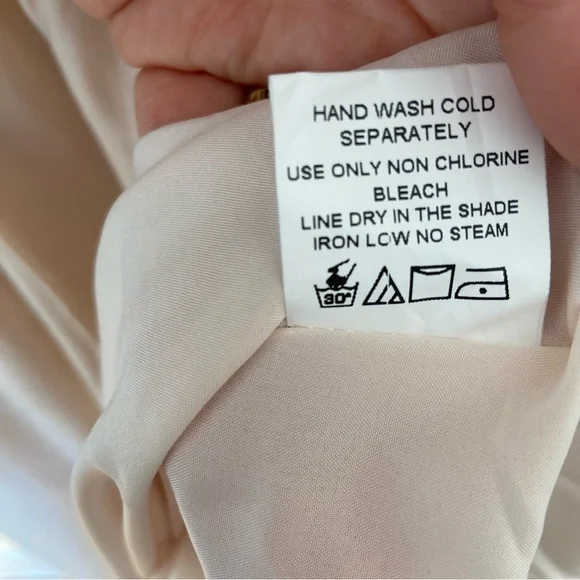 HAND WASH COLD
SEPARATELY
USE ONLY NON CHLORINE
BLEACH
LINE DRY IN THE SHADE
IRON LOW NO STEAM
30°